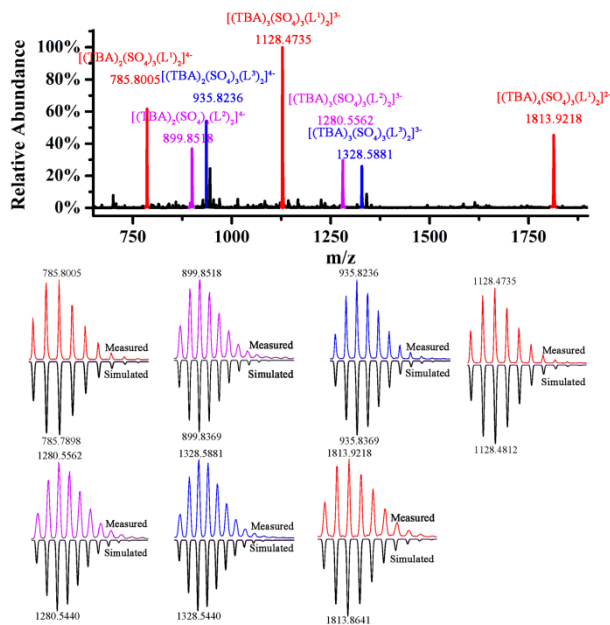 [(TBA)₃(SO₄)₃(L¹)₂]³⁻
1128.4735
[(TBA)₂(SO₄)₃(L¹)₂]⁴⁻
785.8005
[(TBA)₂(SO₄)₃(L³)₂]⁴⁻
935.8236
[(TBA)₃(SO₄)₃(L²)₂]³⁻
1280.5562
[(TBA)₄(SO₄)₃(L¹)₂]²⁻
1813.9218
[(TBA)₂(SO₄)₃(L²)₂]⁴⁻
899.8518
[(TBA)₃(SO₄)₃(L³)₂]³⁻
1328.5881
Relative Abundance
100%
80%
60%
40%
20%
0%
750 1000 1250 1500 1750
m/z
785.8005 899.8518 935.8236 1128.4735
Measured Measured Measured Measured
Simulated Simulated Simulated Simulated
785.7898 899.8369 935.8369 1128.4812
1280.5562 1328.5881 1813.9218
Measured Measured Measured
Simulated Simulated Simulated
1280.5440 1328.5440 1813.8641